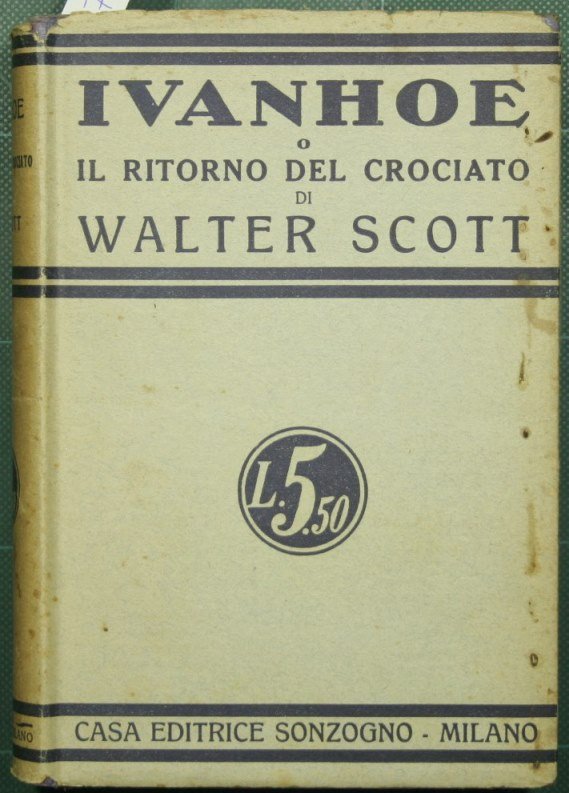 IVANHOE
o
IL RITORNO DEL CROCIATO
DI
WALTER SCOTT
L.5.50
CASA EDITRICE SONZOGNO - MILANO